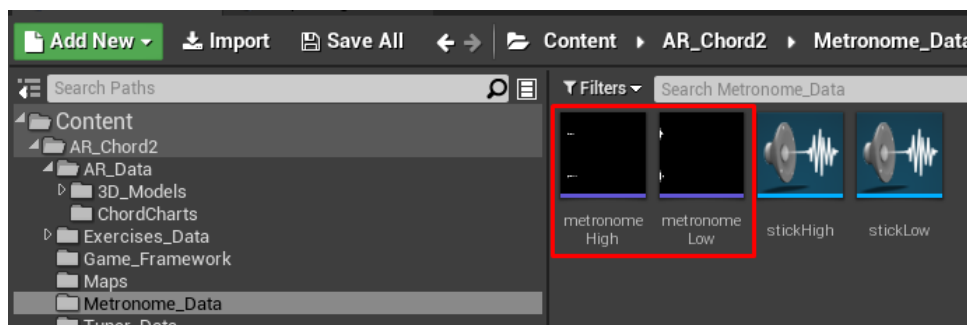 Add New Import Save All Content AR_Chord2 Metronome_Data
Search Paths
Filters Search Metronome_Data
Content
AR_Chord2
AR_Data
3D_Models
ChordCharts
Exercises_Data
Game_Framework
Maps
Metronome_Data
Tuner_Data
metronome
High
metronome
Low
stickHigh
stickLow